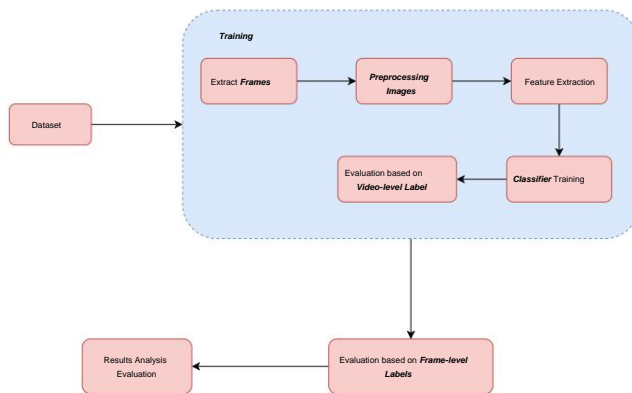 Training
Extract Frames
Preprocessing
Images
Feature Extraction
Dataset
Evaluation based on
Video-level Label
Classifier Training
Results Analysis
Evaluation
Evaluation based on Frame-level
Labels